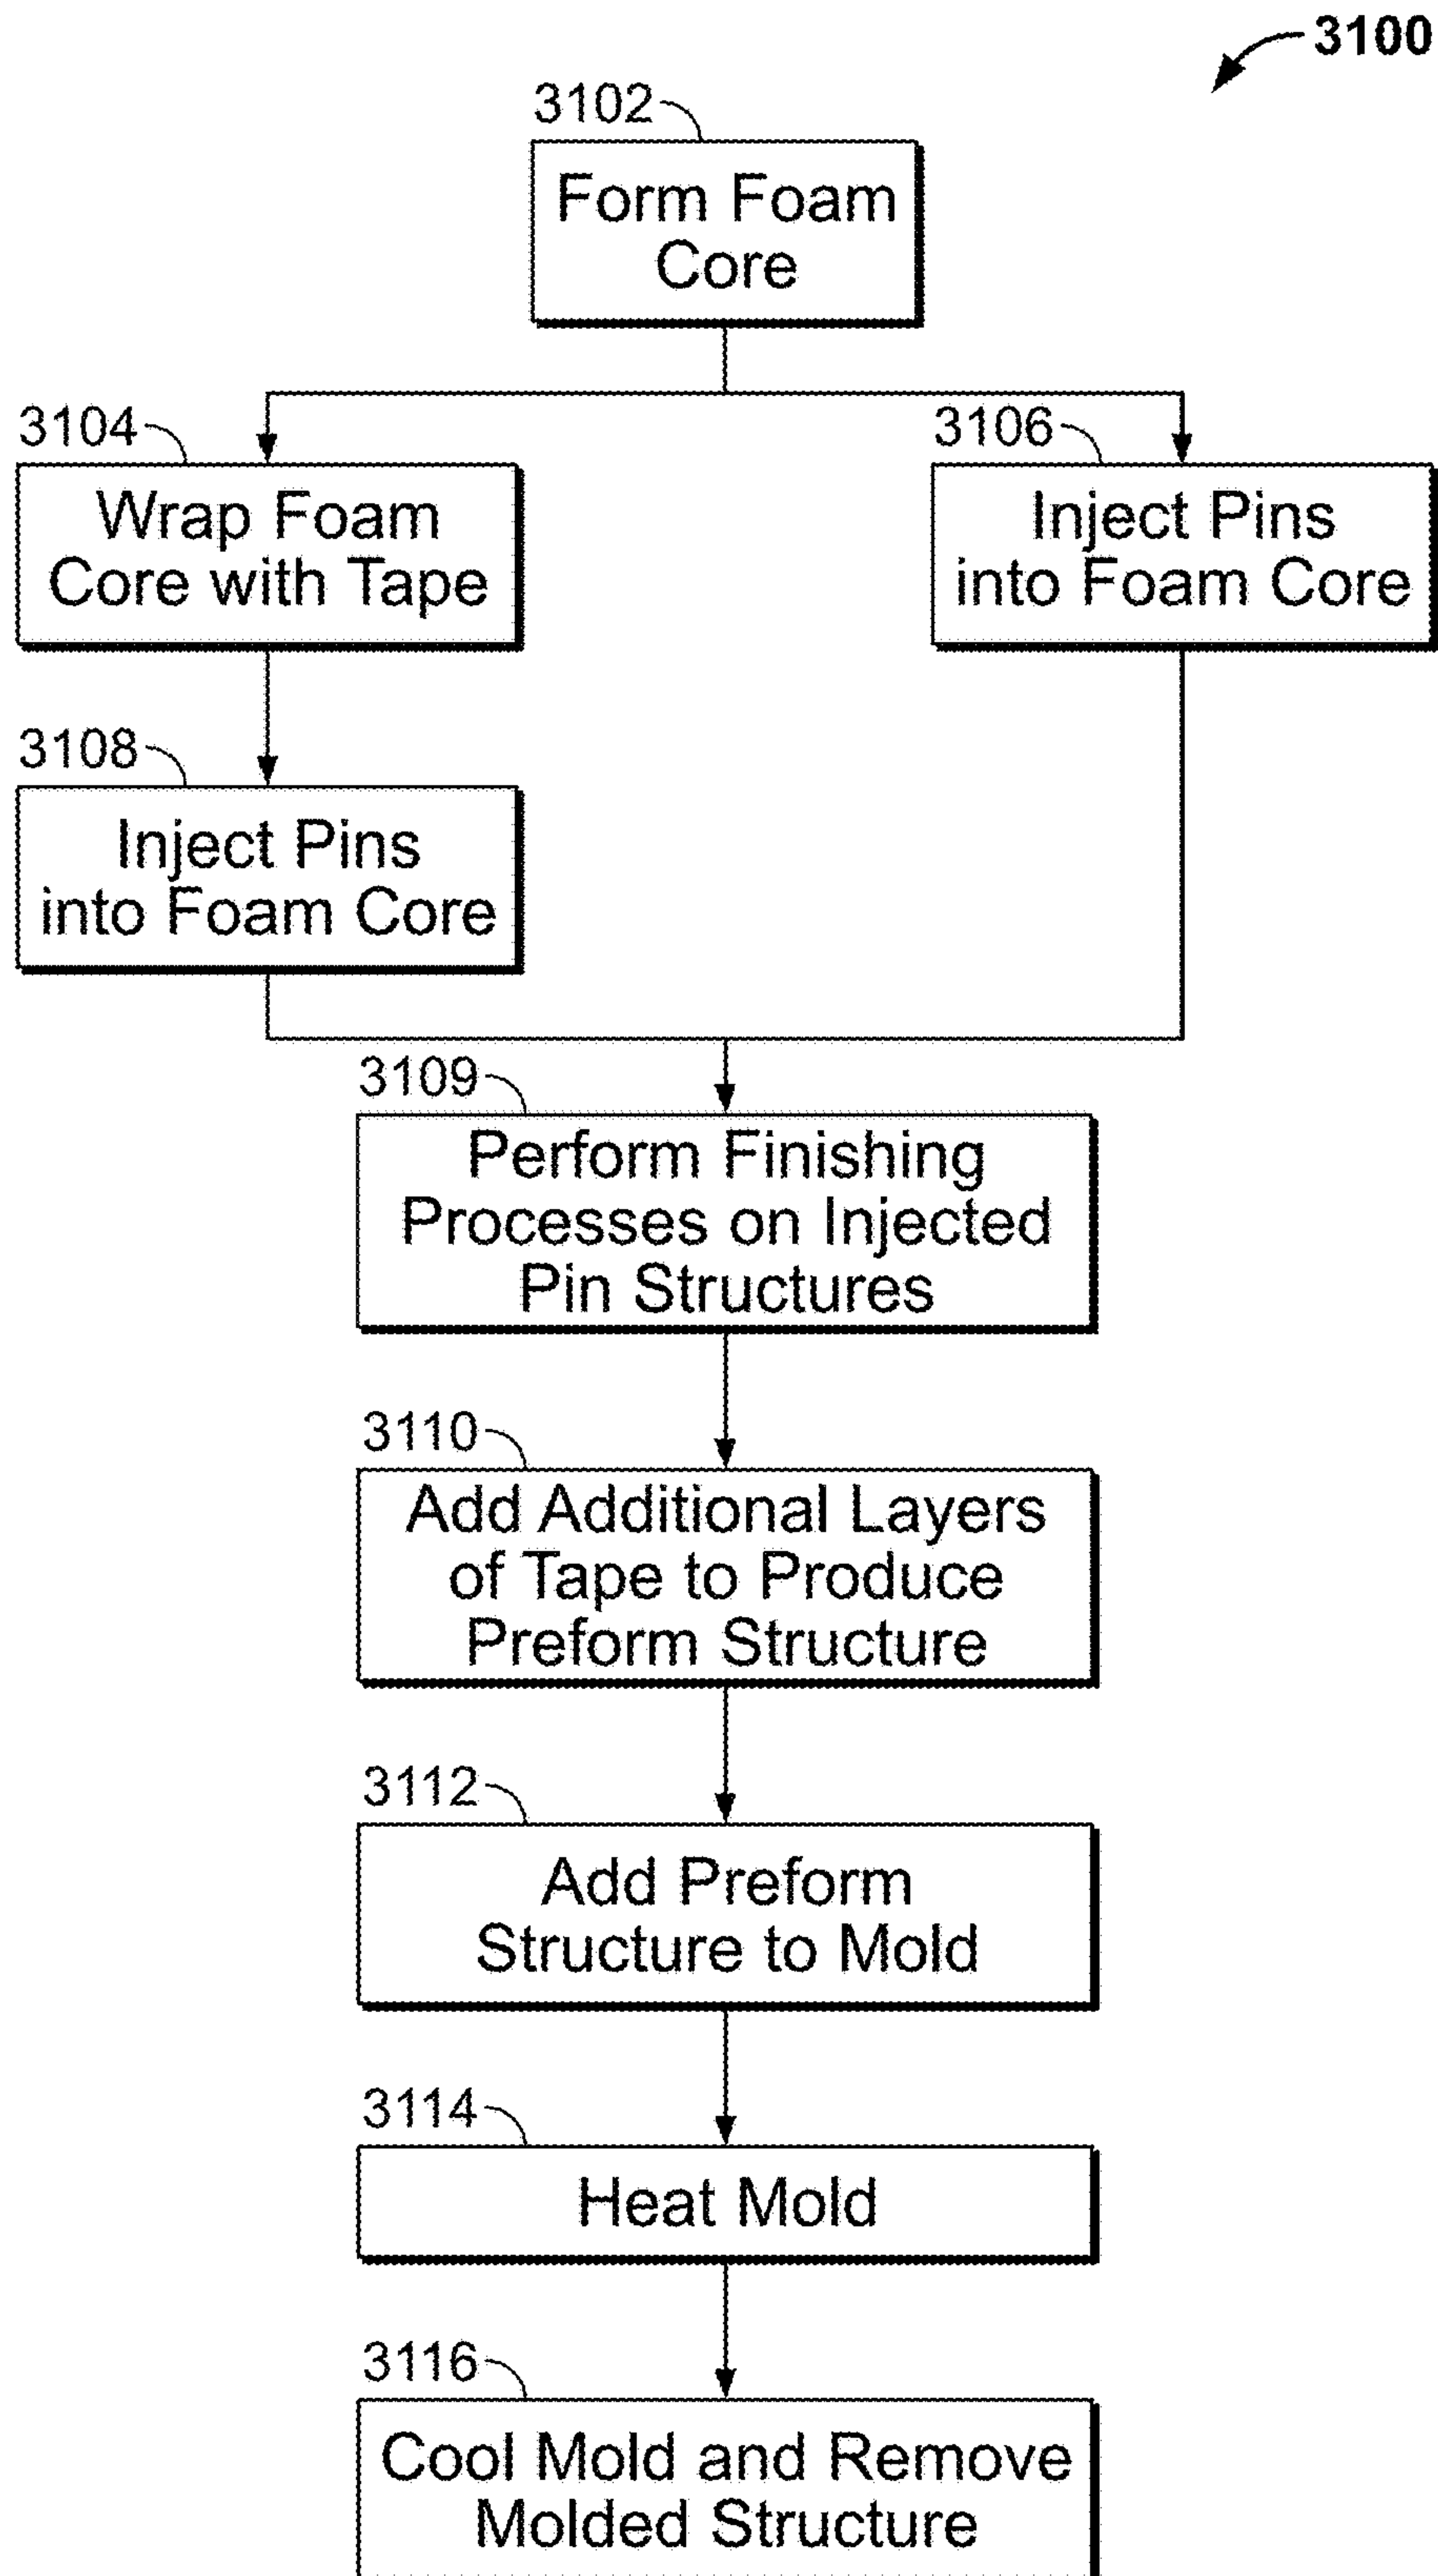 3100
3102
Form Foam
Core
3104
3106
Wrap Foam
Core with Tape
Inject Pins
into Foam Core
3108
Inject Pins
into Foam Core
3109
Perform Finishing
Processes on Injected
Pin Structures
3110
Add Additional Layers
of Tape to Produce
Preform Structure
3112
Add Preform
Structure to Mold
3114
Heat Mold
3116
Cool Mold and Remove
Molded Structure